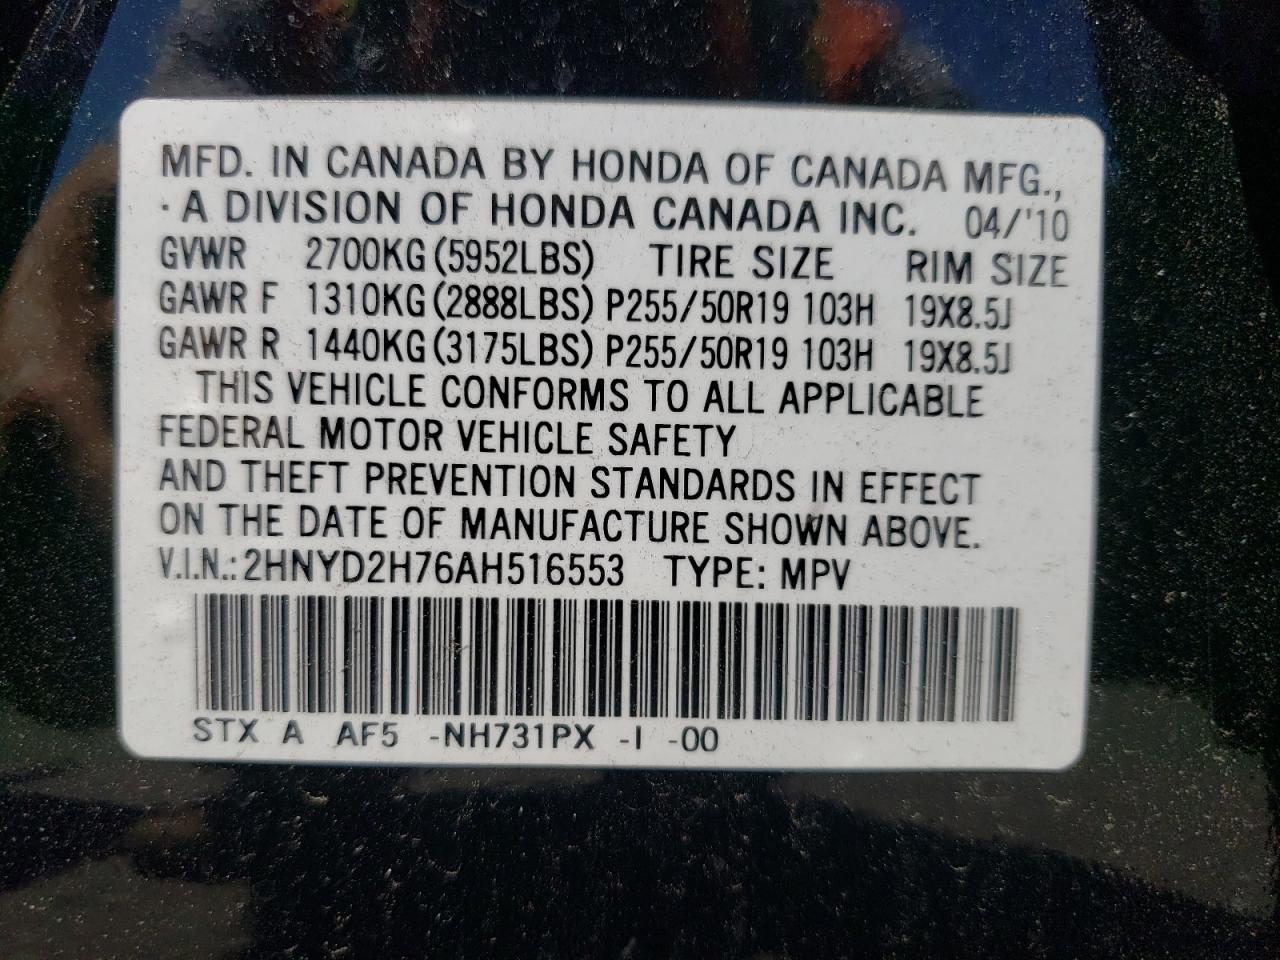 MFD. IN CANADA BY HONDA OF CANADA MFG.,
· A DIVISION OF HONDA CANADA INC. 04/'10
GVWR 2700KG (5952LBS) TIRE SIZE RIM SIZE
GAWR F 1310KG (2888LBS) P255/50R19 103H 19X8.5J
GAWR R 1440KG (3175LBS) P255/50R19 103H 19X8.5J
THIS VEHICLE CONFORMS TO ALL APPLICABLE
FEDERAL MOTOR VEHICLE SAFETY
AND THEFT PREVENTION STANDARDS IN EFFECT
ON THE DATE OF MANUFACTURE SHOWN ABOVE.
V.I.N.: 2HNYD2H76AH516553 TYPE: MPV
STX A AF5 -NH731PX -I -00